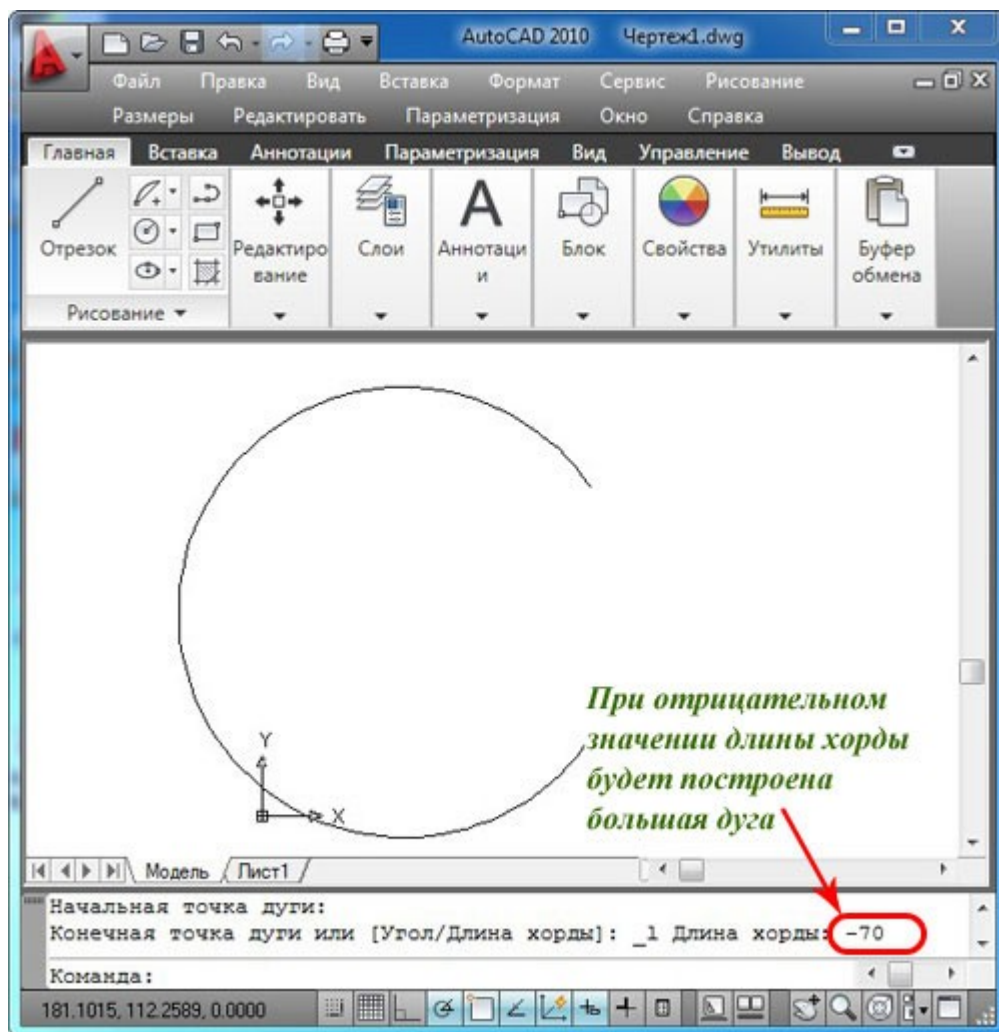 AutoCAD 2010 Чертеж1.dwg
Файл Правка Вид Вставка Формат Сервис Рисование
Размеры Редактировать Параметризация Окно Справка
Главная Вставка Аннотации Параметризация Вид Управление Вывод
Отрезок
Рисование
Редактиро
вание
Слои
A
Аннотаци
и
Блок
Свойства
Утилиты
Буфер
обмена
Y
X
При отрицательном
значении длины хорды
будет построена
большая дуга
Модель Лист1
Начальная точка дуги:
Конечная точка дуги или [Угол/Длина хорды]: _l Длина хорды: -70
Команда:
181.1015, 112.2589, 0.0000